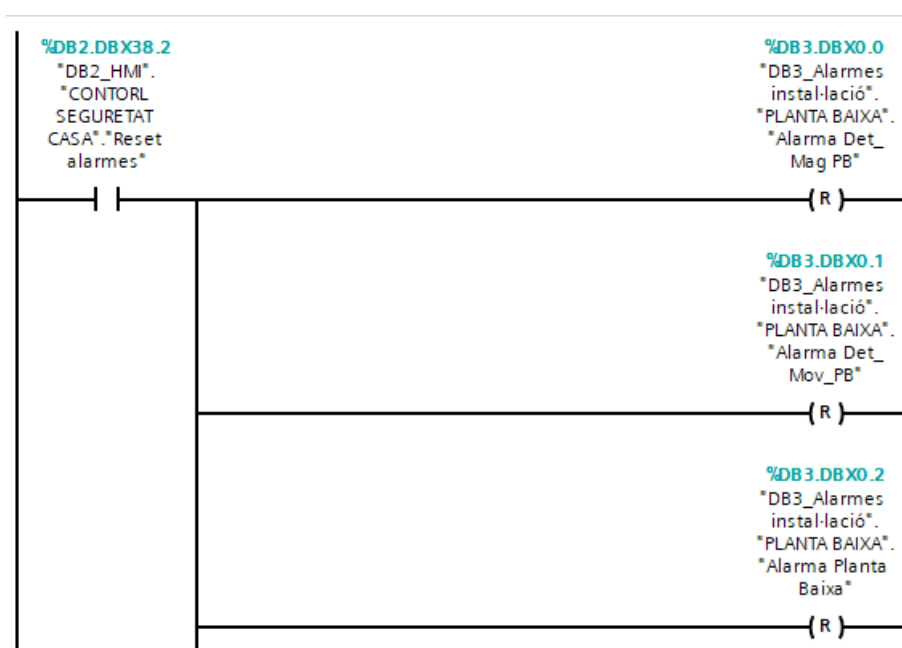 %DB2.DBX38.2
"DB2_HMI".
"CONTORL
SEGURETAT
CASA"."Reset
alarmes"
%DB3.DBX0.0
"DB3_Alarmes
instal·lació".
"PLANTA BAIXA".
"Alarma Det_
Mag PB"
( R )
%DB3.DBX0.1
"DB3_Alarmes
instal·lació".
"PLANTA BAIXA".
"Alarma Det_
Mov_PB"
( R )
%DB3.DBX0.2
"DB3_Alarmes
instal·lació".
"PLANTA BAIXA".
"Alarma Planta
Baixa"
( R )